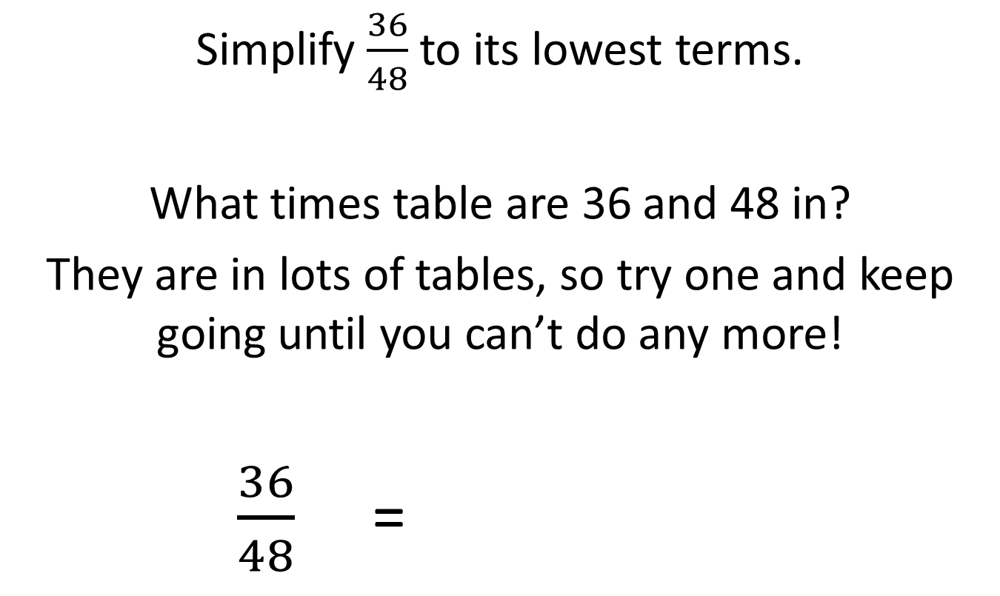 Simplify 36/48 to its lowest terms.
What times table are 36 and 48 in?
They are in lots of tables, so try one and keep
going until you can’t do any more!
36/48 =